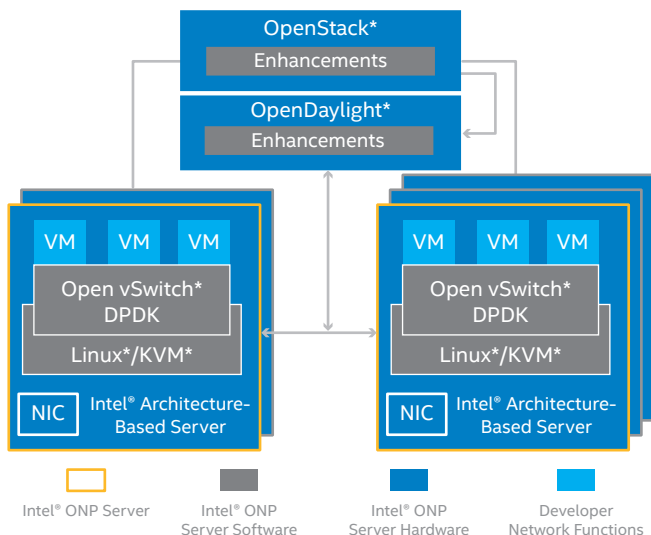 OpenStack*
Enhancements
OpenDaylight*
Enhancements
VM VM VM
Open vSwitch*
DPDK
Linux*/KVM*
NIC
Intel® Architecture-
Based Server
VM VM VM
Open vSwitch*
DPDK
Linux*/KVM*
NIC
Intel® Architecture-
Based Server
Intel® ONP Server
Intel® ONP
Server Software
Intel® ONP
Server Hardware
Developer
Network Functions